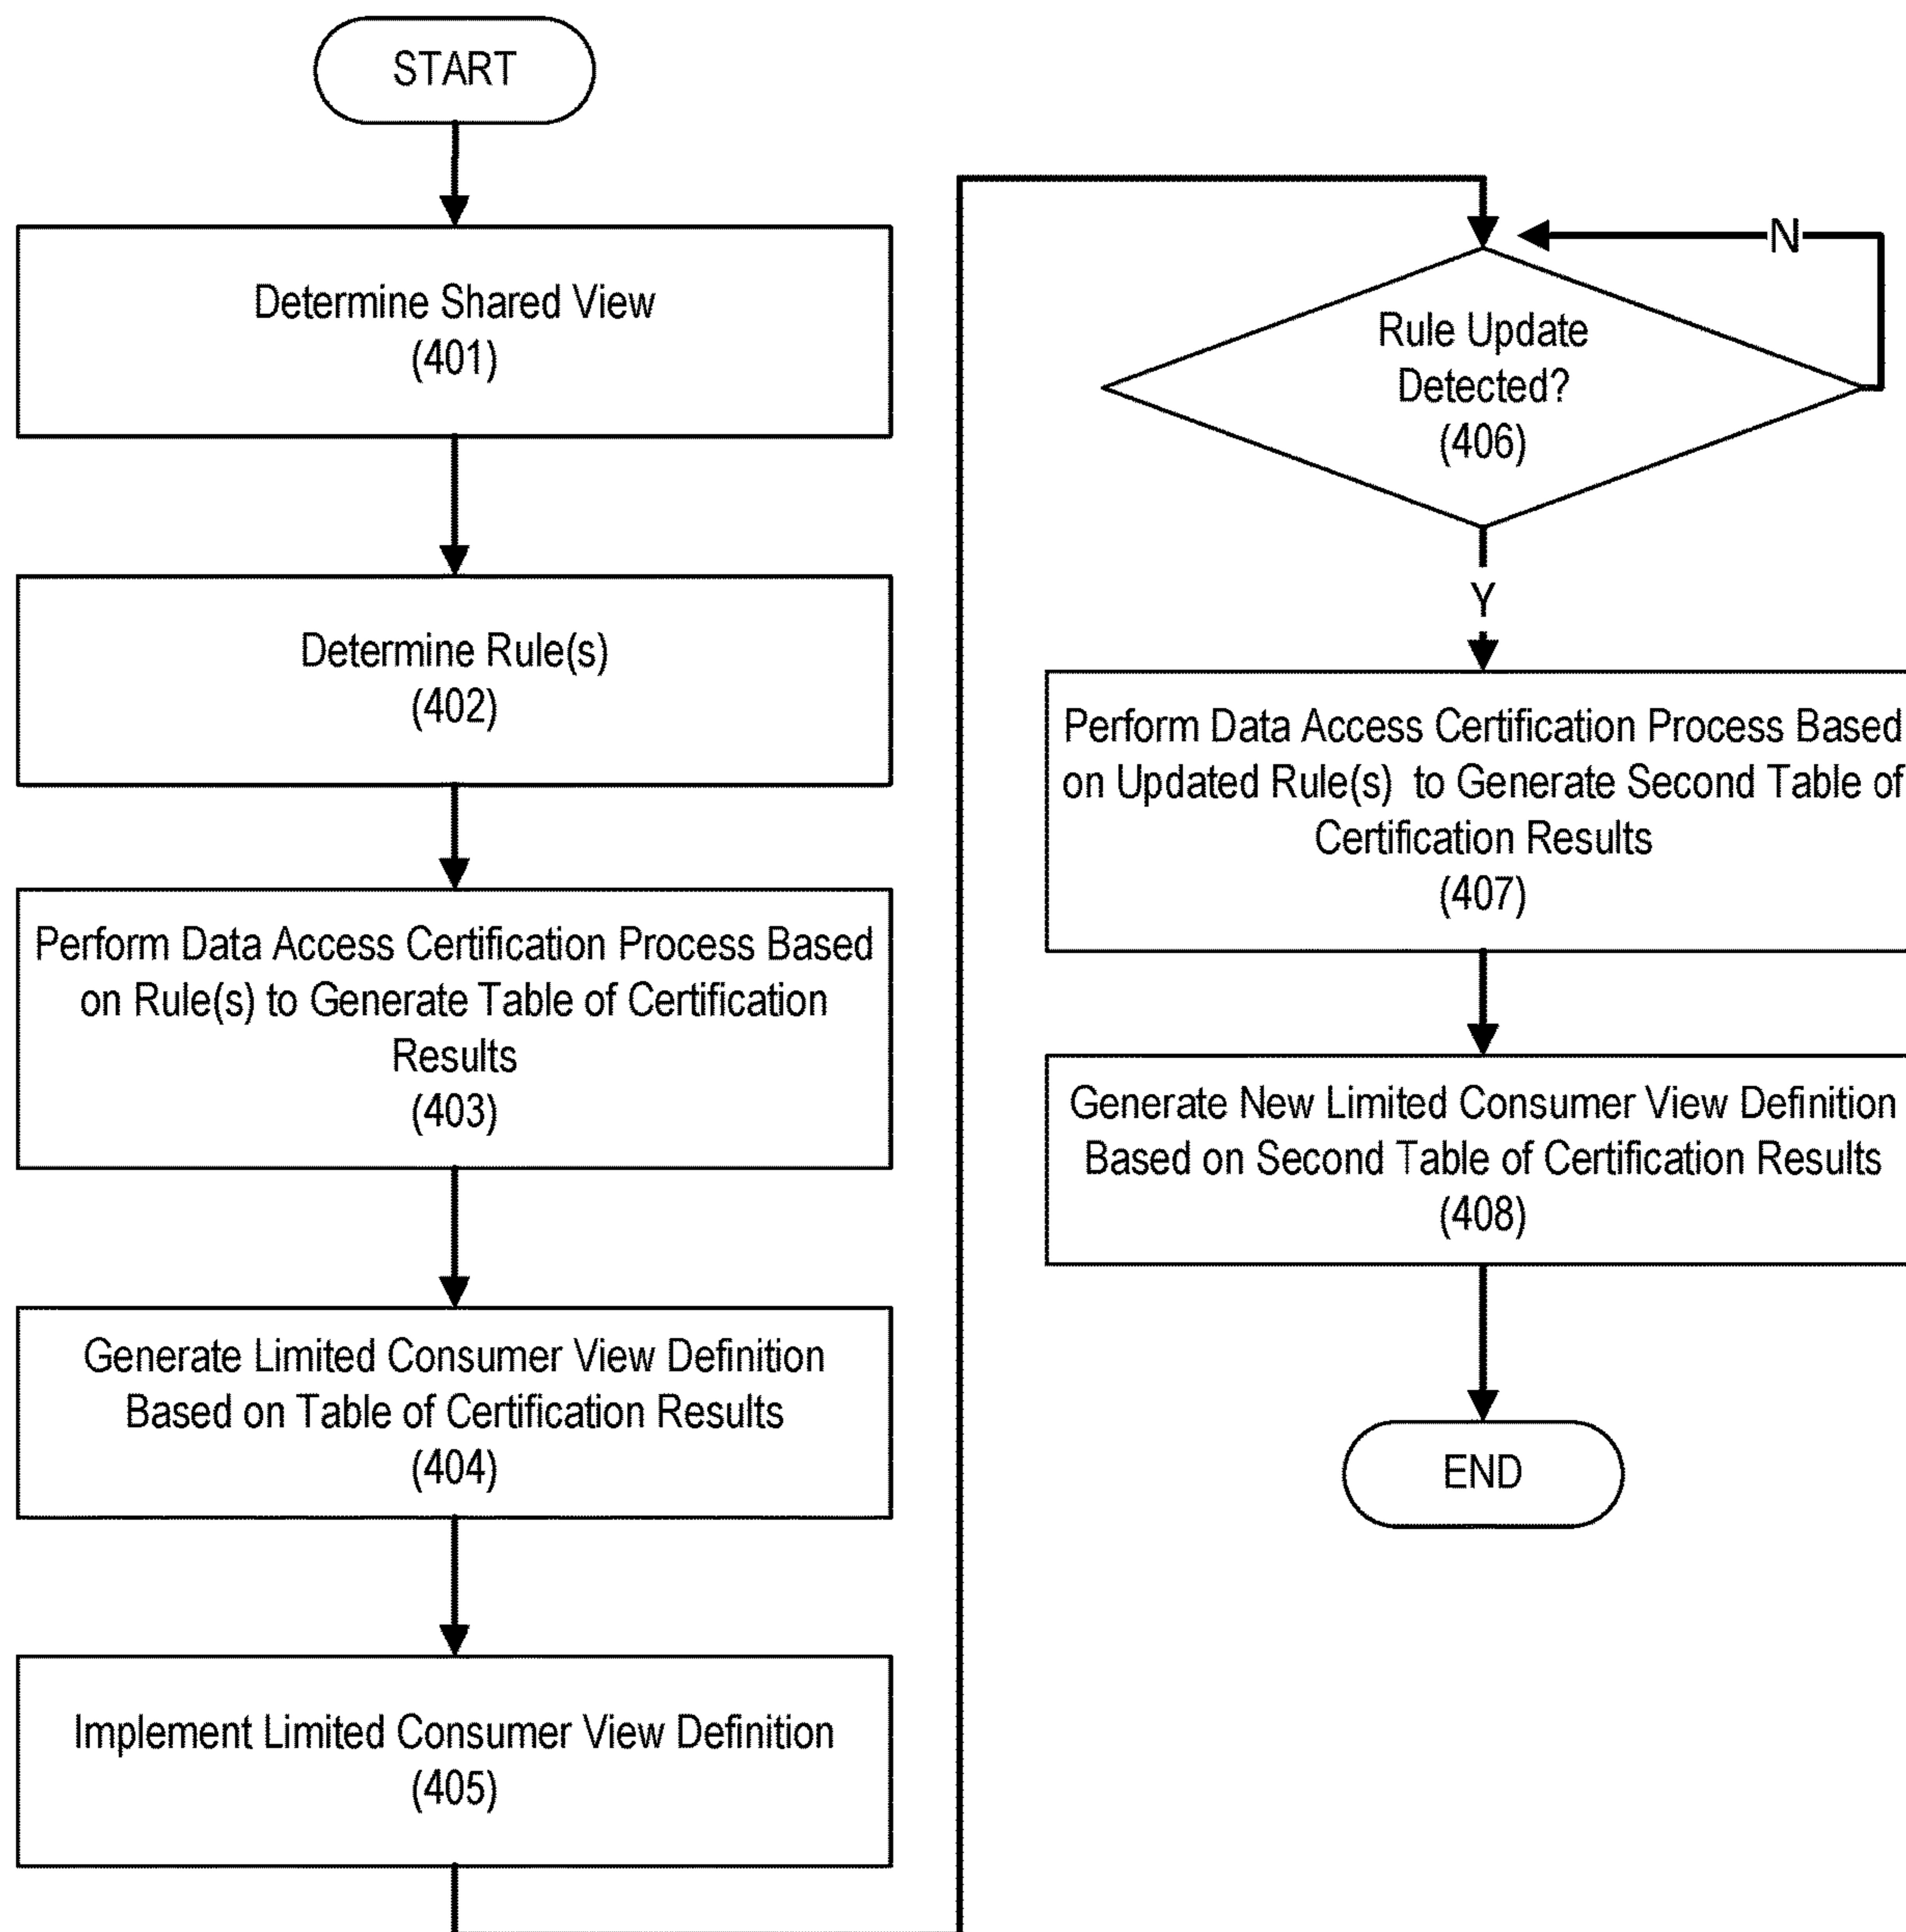 START
Determine Shared View
(401)
Determine Rule(s)
(402)
Perform Data Access Certification Process Based
on Rule(s) to Generate Table of Certification
Results
(403)
Generate Limited Consumer View Definition
Based on Table of Certification Results
(404)
Implement Limited Consumer View Definition
(405)
N
Rule Update
Detected?
(406)
Y
Perform Data Access Certification Process Based
on Updated Rule(s) to Generate Second Table of
Certification Results
(407)
Generate New Limited Consumer View Definition
Based on Second Table of Certification Results
(408)
END